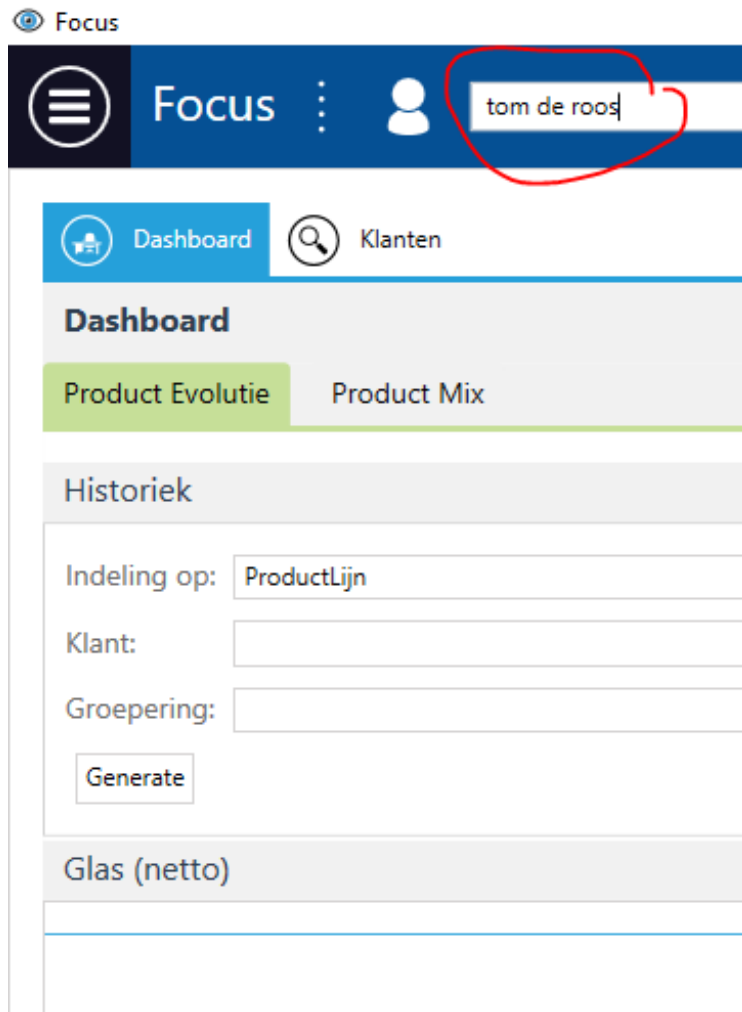 Focus
Focus
tom de roos
Dashboard
Klanten
Dashboard
Product Evolutie
Product Mix
Historiek
Indeling op: ProductLijn
Klant:
Groepering:
Generate
Glas (netto)